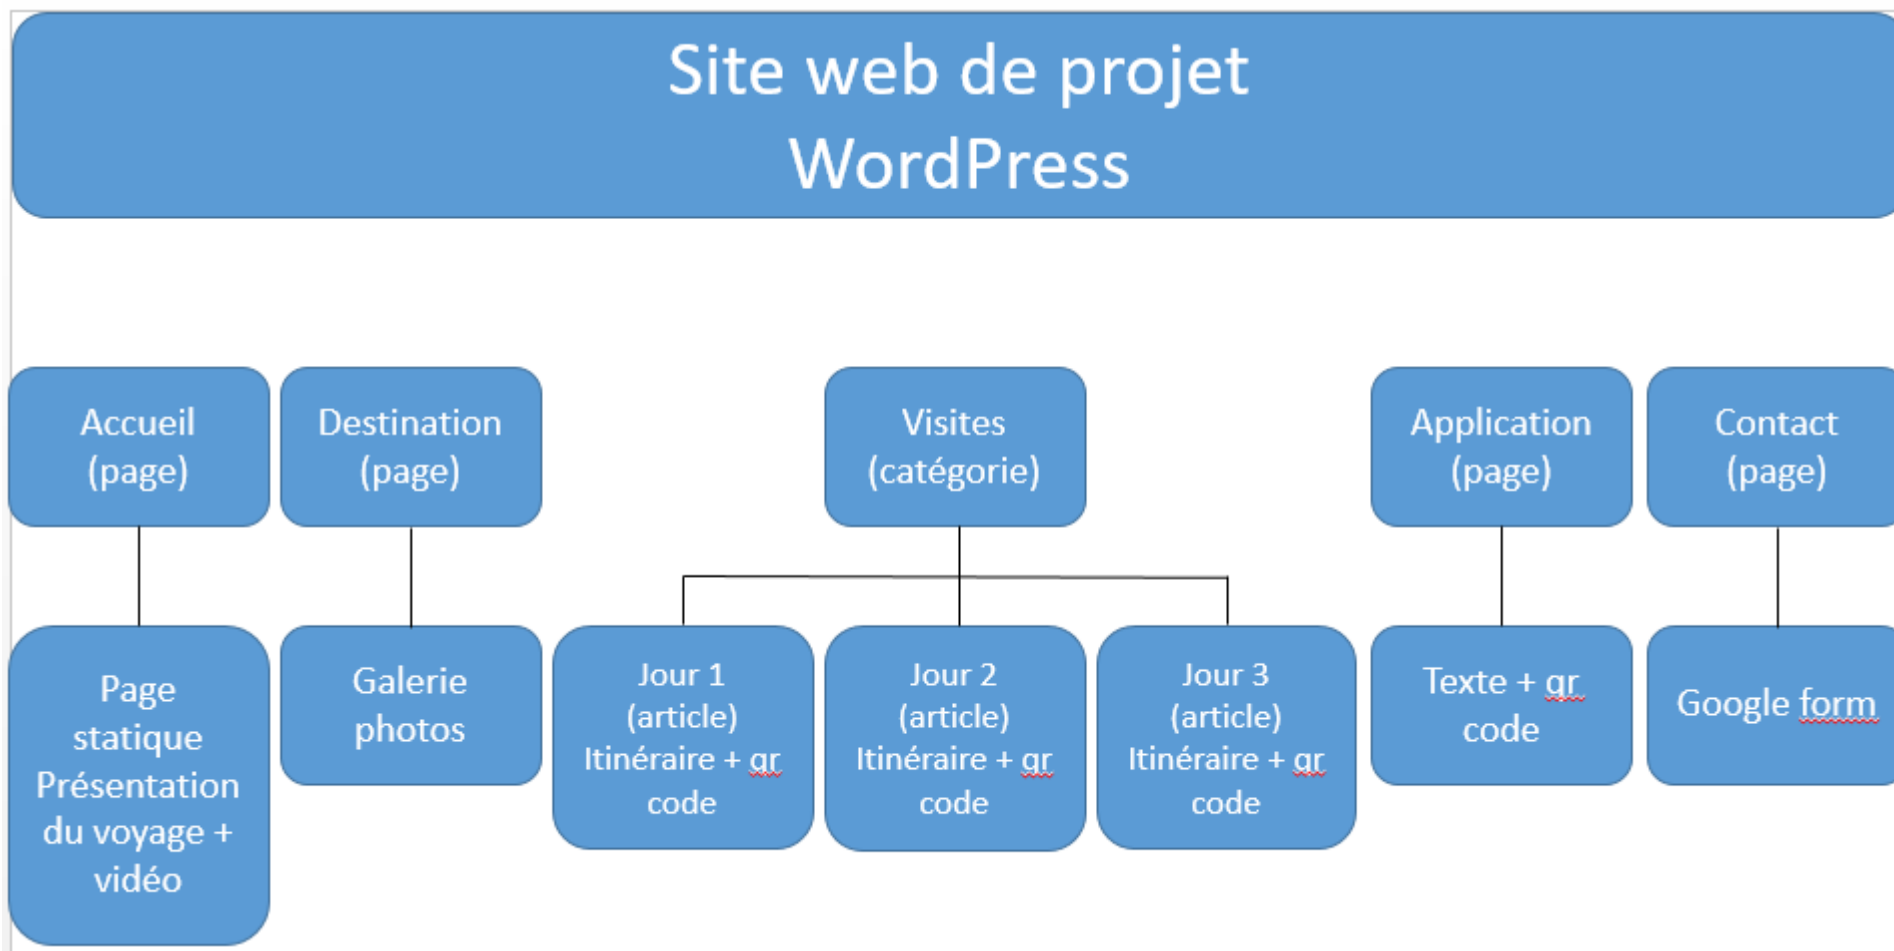 Site web de projet
WordPress
Accueil
(page)
Destination
(page)
Visites
(catégorie)
Application
(page)
Contact
(page)
Page
statique
Présentation
du voyage +
vidéo
Galerie
photos
Jour 1
(article)
Itinéraire + qr
code
Jour 2
(article)
Itinéraire + qr
code
Jour 3
(article)
Itinéraire + qr
code
Texte + qr
code
Google form